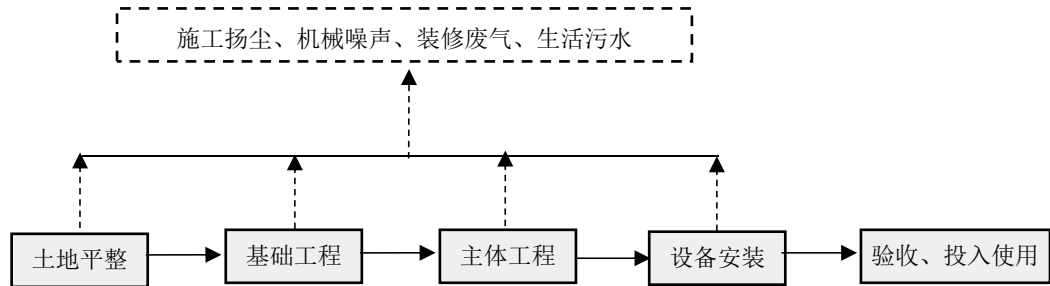 施工扬尘、机械噪声、装修废气、生活污水
土地平整
基础工程
主体工程
设备安装
验收、投入使用